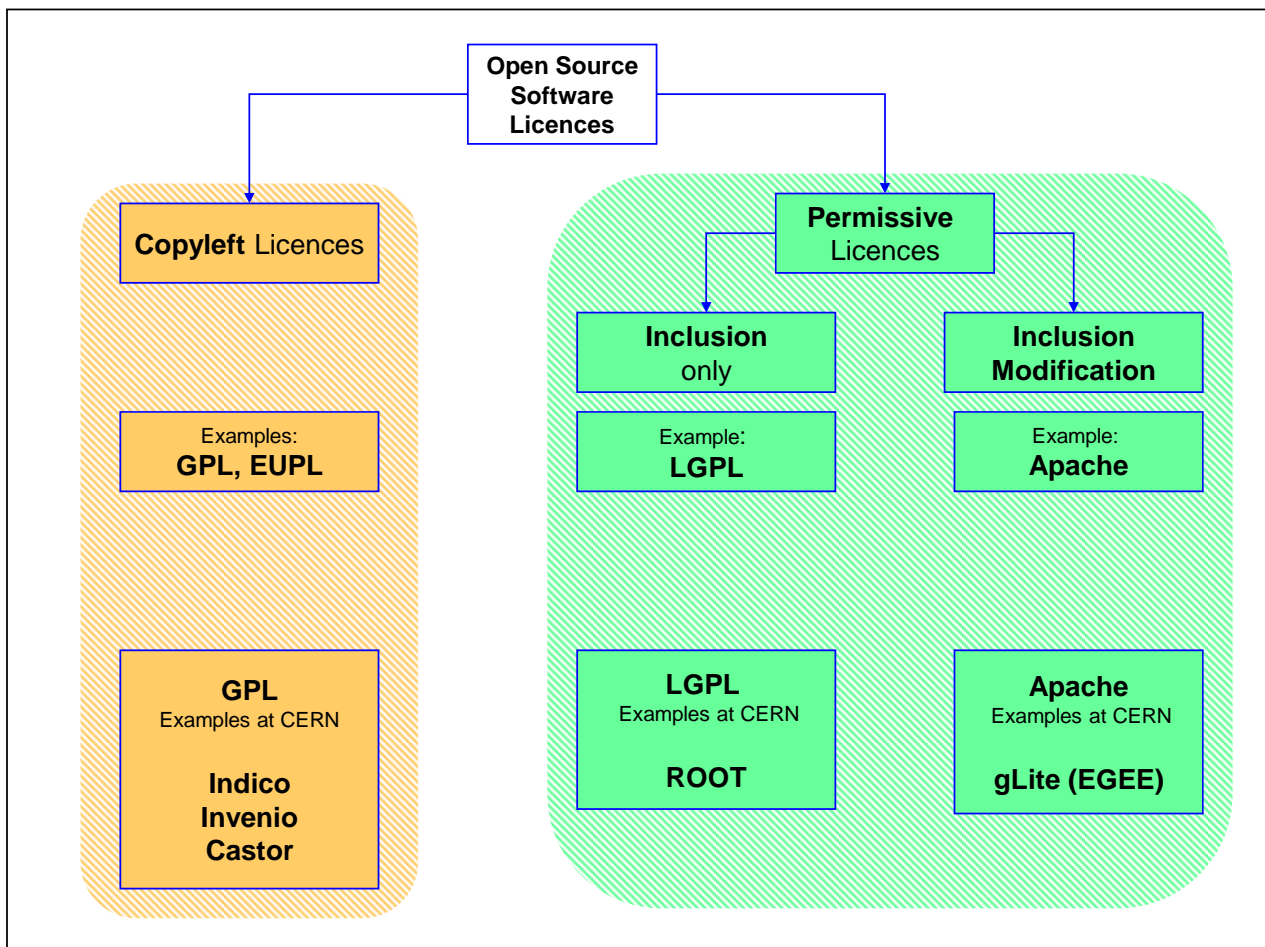 Open Source
Software
Licences
Copyleft Licences
Permissive
Licences
Inclusion
only
Inclusion
Modification
Examples:
GPL, EUPL
Example:
LGPL
Example:
Apache
GPL
Examples at CERN
Indico
Invenio
Castor
LGPL
Examples at CERN
ROOT
Apache
Examples at CERN
gLite (EGEE)